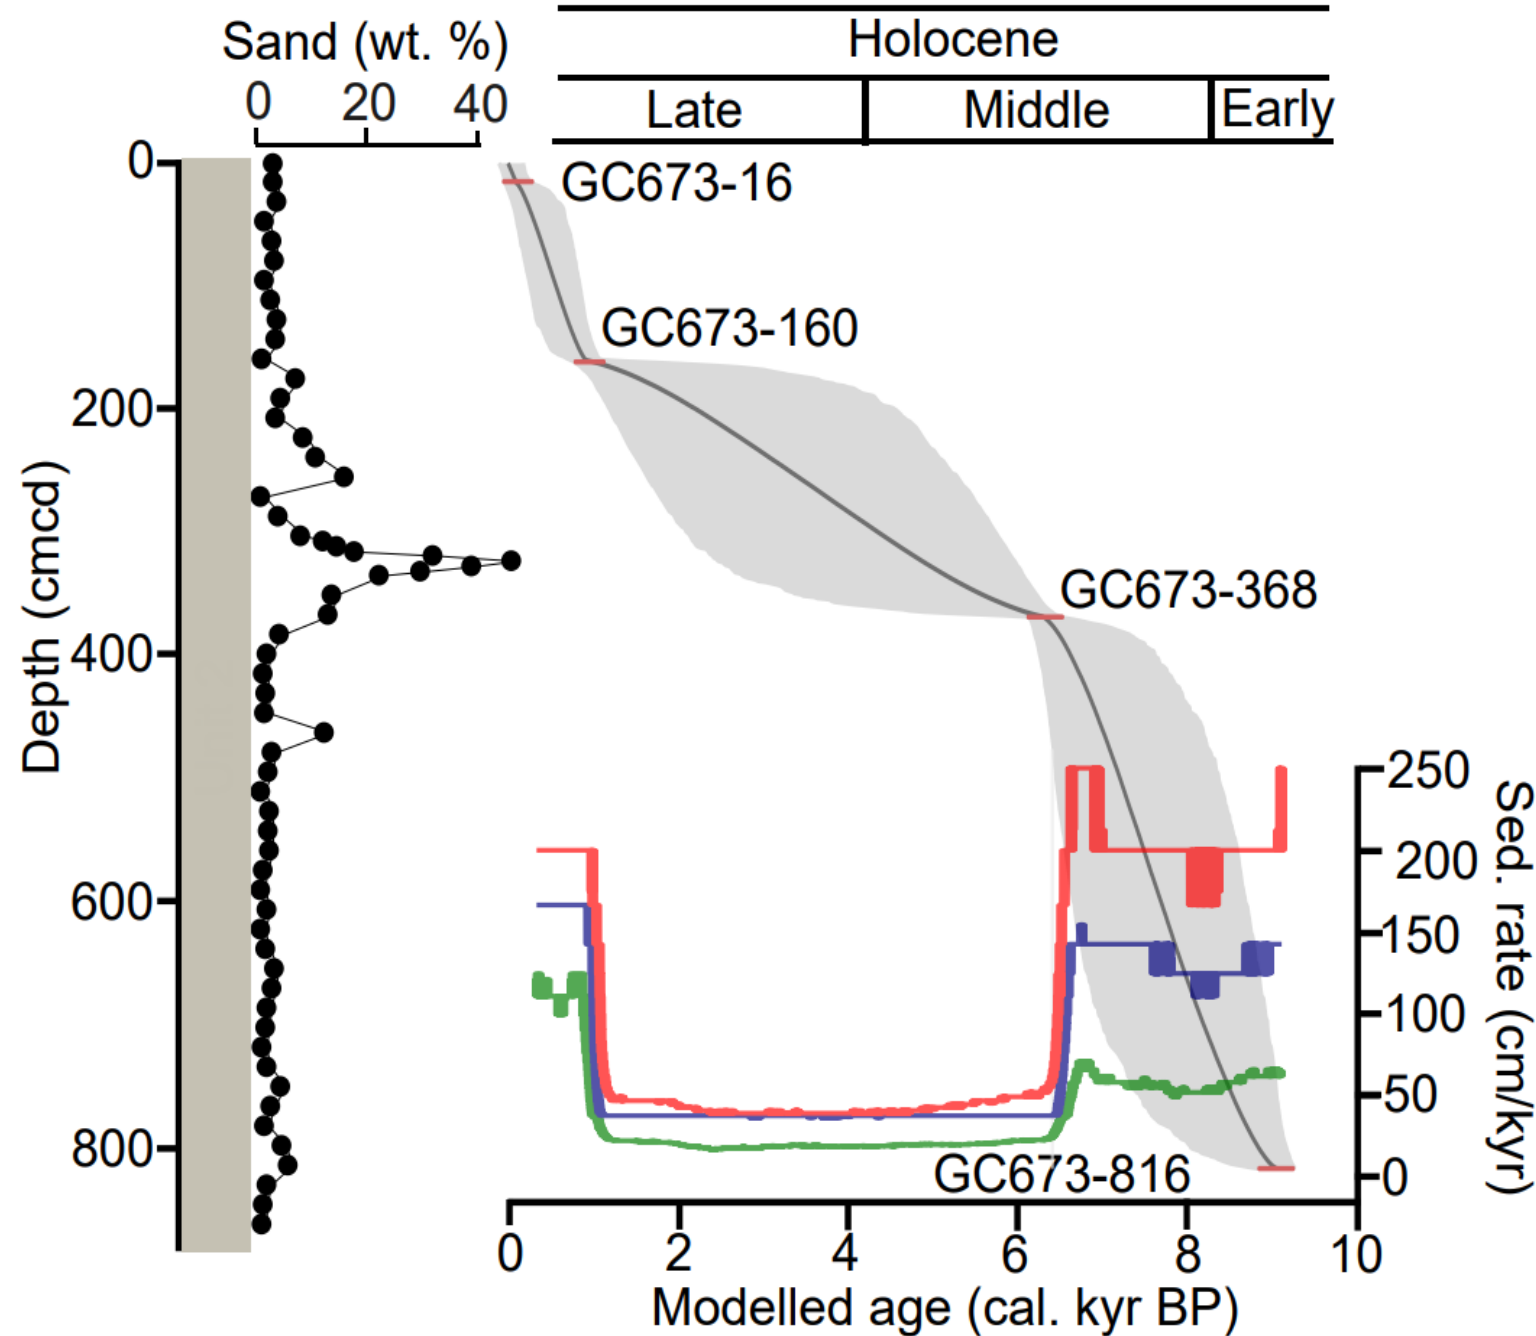 Sand (wt. %)
0 20 40
Holocene
Late Middle Early
Depth (cmcd)
0
200
400
600
800
GC673-16
GC673-160
GC673-368
GC673-816
250
200
150
100
50
0
Sed. rate (cm/kyr)
0 2 4 6 8 10
Modelled age (cal. kyr BP)